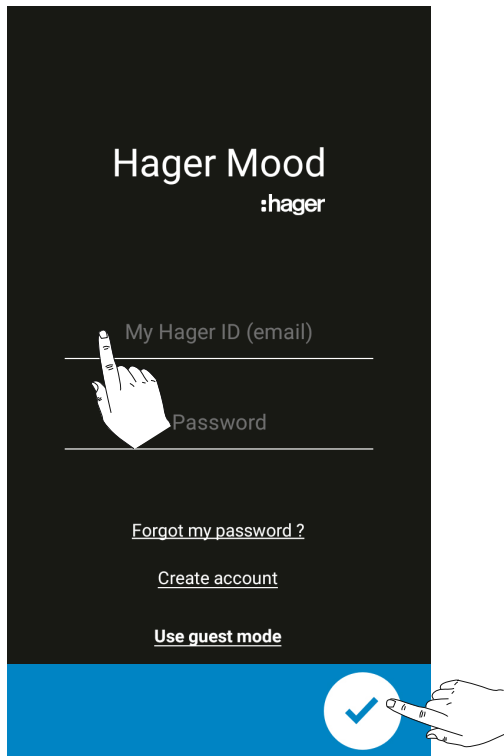 Hager Mood
:hager
My Hager ID (email)
Password
Forgot my password ?
Create account
Use guest mode